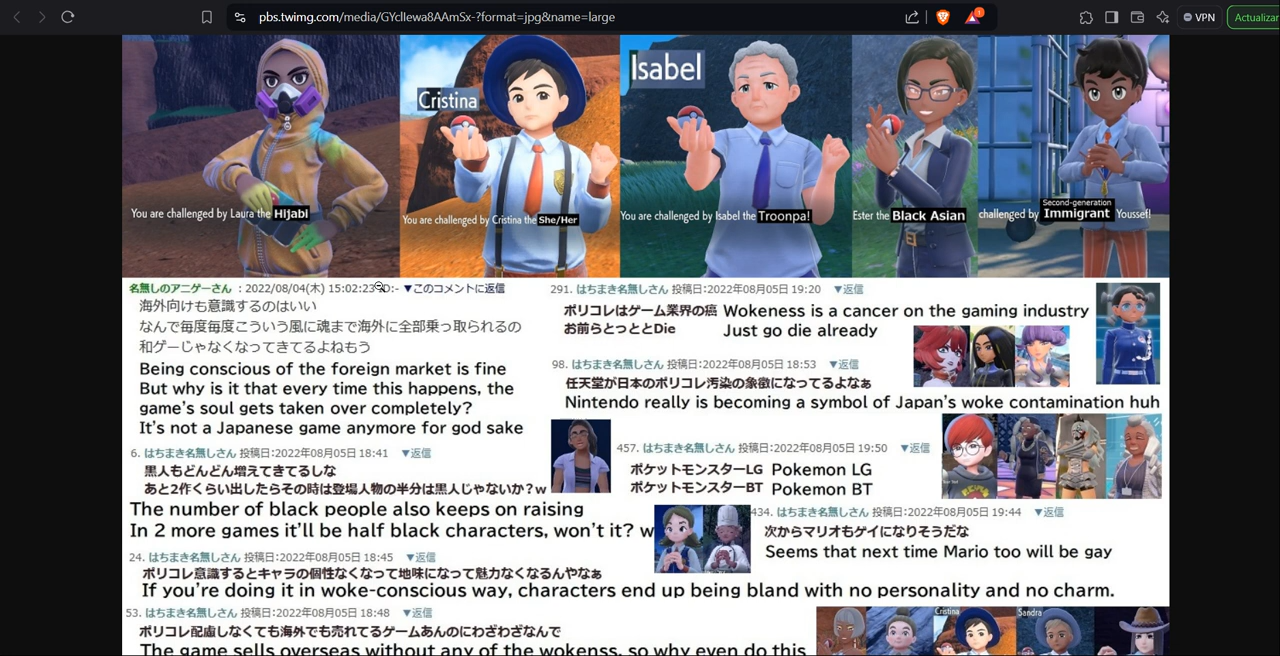 pbs.twimg.com/media/GYcllewa8AAmSx-?format=jpg&name=large
1
VPN
Actualizar
You are challenged by Laura the Hijabi
Cristina
You are challenged by Cristina the She/Her
Isabel
You are challenged by Isabel the Troonpa!
Ester the Black Asian
Second-generation
challenged by Immigrant Youssef!
名無しのアニゲーさん : 2022/08/04(木) 15:02:23 D:- ▼このコメントに返信
海外向けも意識するのはいい
なんで毎度毎度こういう風に魂まで海外に全部乗っ取られるの
和ゲーじゃなくなってきてるよねもう
Being conscious of the foreign market is fine
But why is it that every time this happens, the
game's soul gets taken over completely?
It's not a Japanese game anymore for god sake
6. はちまき名無しさん 投稿日:2022年08月05日 18:41 ▼返信
黒人もどんどん増えてきてるしな
あと2作くらい出したらその時は登場人物の半分は黒人じゃないか？w
The number of black people also keeps on raising
In 2 more games it'll be half black characters, won't it? w
24. はちまき名無しさん 投稿日:2022年08月05日 18:45 ▼返信
ポリコレ意識するとキャラの個性なくなって地味になって魅力なくなるんやなぁ
If you're doing it in woke-conscious way, characters end up being bland with no personality and no charm.
53. はちまき名無しさん 投稿日:2022年08月05日 18:48 ▼返信
ポリコレ配慮しなくても海外でも売れてるゲームあんのにわざわざなんで
The game sells overseas without any of the wokenss, so why even do this
291. はちまき名無しさん 投稿日:2022年08月05日 19:20 ▼返信
ポリコレはゲーム業界の癌 Wokeness is a cancer on the gaming industry
お前らとっととDie Just go die already
98. はちまき名無しさん 投稿日:2022年08月05日 18:53 ▼返信
任天堂が日本のポリコレ汚染の象徴になってるよなぁ
Nintendo really is becoming a symbol of Japan's woke contamination huh
457. はちまき名無しさん 投稿日:2022年08月05日 19:50 ▼返信
ポケットモンスターLG Pokemon LG
ポケットモンスターBT Pokemon BT
434. はちまき名無しさん 投稿日:2022年08月05日 19:44 ▼返信
次からマリオもゲイになりそうだな
Seems that next time Mario too will be gay
Cristina
Sandra